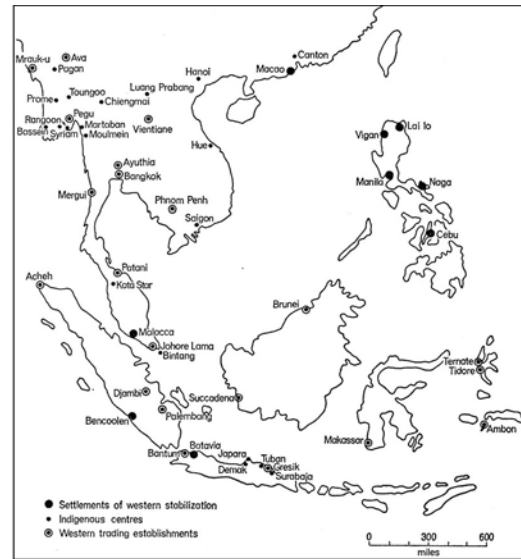 Canton
Macao
Ava
Mrauk-u
Pagan
Hanoi
Luang Prabang
Toungoo
Prome
Chiengmai
Pegu
Rangoon
Martaban
Bassein
Syriam
Moulmein
Vientiane
Hue
Lal lo
Vigan
Ayuthia
Bangkok
Mergui
Phnom Penh
Saigon
Manila
Naga
Cebu
Patani
Kota Star
Acheh
Brunei
Malacca
Johore Lama
Bintang
Ternate
Tidore
Djambi
Succadena
Palembang
Bencoolen
Ambon
Makassar
Batavia
Bantum
Japara
Tuban
Demak
Gresik
Surabaja
Settlements of western stabilization
Indigenous centres
Western trading establishments
0 300 600
miles